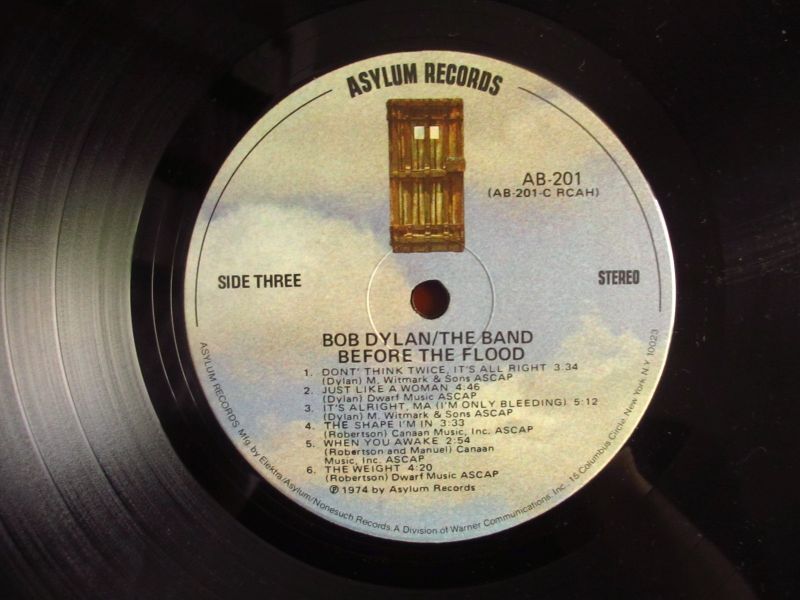 ASYLUM RECORDS
AB-201
(AB-201-C RCAH)
SIDE THREE
STEREO
BOB DYLAN/THE BAND
BEFORE THE FLOOD
1. DONT' THINK TWICE, IT'S ALL RIGHT 3:34
(Dylan) M. Witmark & Sons ASCAP
2. JUST LIKE A WOMAN 4:46
(Dylan) Dwarf Music ASCAP
3. IT'S ALRIGHT, MA (I'M ONLY BLEEDING) 5:12
(Dylan) M. Witmark & Sons ASCAP
4. THE SHAPE I'M IN 3:33
(Robertson) Canaan Music, Inc. ASCAP
5. WHEN YOU AWAKE 2:54
(Robertson and Manuel) Canaan
Music, Inc. ASCAP
6. THE WEIGHT 4:20
(Robertson) Dwarf Music ASCAP
℗ 1974 by Asylum Records
ASYLUM RECORDS Mfg. by Elektra/Asylum/Nonesuch Records. A Division of Warner Communications, Inc. 15 Columbus Circle, New York, N.Y. 10023